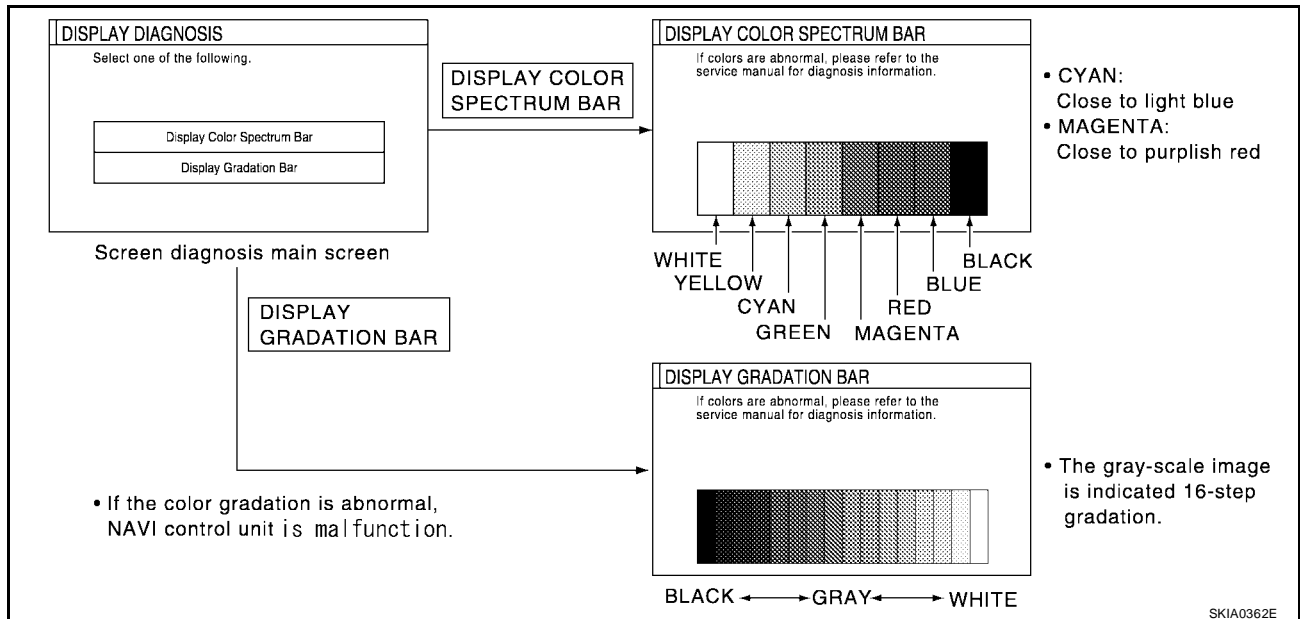 DISPLAY DIAGNOSIS
Select one of the following.
Display Color Spectrum Bar
Display Gradation Bar
Screen diagnosis main screen
DISPLAY COLOR
SPECTRUM BAR
DISPLAY COLOR SPECTRUM BAR
If colors are abnormal, please refer to the
service manual for diagnosis information.
WHITE
YELLOW
CYAN
GREEN
MAGENTA
RED
BLUE
BLACK
• CYAN:
Close to light blue
• MAGENTA:
Close to purplish red
DISPLAY
GRADATION BAR
• If the color gradation is abnormal,
NAVI control unit is malfunction.
DISPLAY GRADATION BAR
If colors are abnormal, please refer to the
service manual for diagnosis information.
BLACK GRAY WHITE
• The gray-scale image
is indicated 16-step
gradation.
SKIA0362E